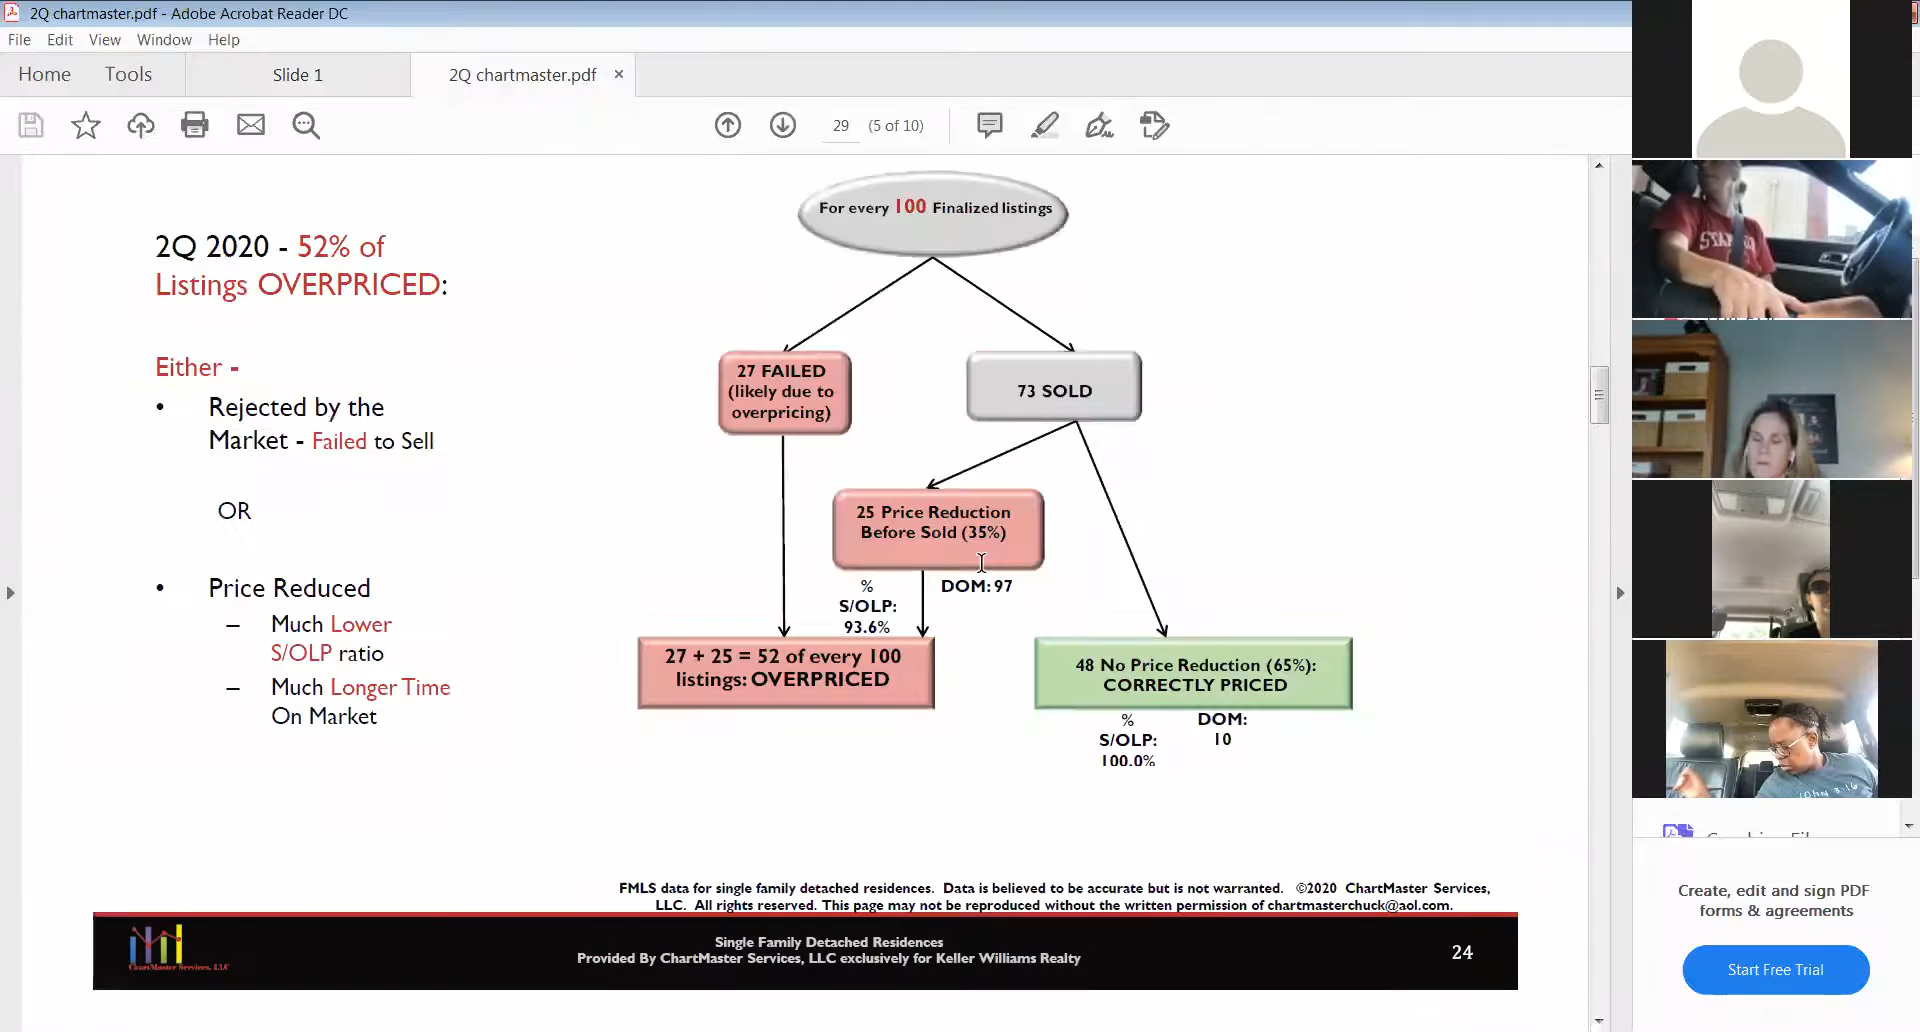 2Q chartmaster.pdf - Adobe Acrobat Reader DC
File Edit View Window Help
Home Tools Slide 1 2Q chartmaster.pdf ×
29 (5 of 10)
2Q 2020 - 52% of
Listings OVERPRICED:
Either -
• Rejected by the
Market - Failed to Sell
OR
• Price Reduced
– Much Lower
S/OLP ratio
– Much Longer Time
On Market
For every 100 Finalized listings
27 FAILED
(likely due to
overpricing)
73 SOLD
25 Price Reduction
Before Sold (35%)
%
S/OLP:
93.6%
DOM: 97
27 + 25 = 52 of every 100
listings: OVERPRICED
48 No Price Reduction (65%):
CORRECTLY PRICED
%
S/OLP:
100.0%
DOM:
10
FMLS data for single family detached residences. Data is believed to be accurate but is not warranted. ©2020 ChartMaster Services,
LLC. All rights reserved. This page may not be reproduced without the written permission of chartmasterchuck@aol.com.
ChartMaster Services, LLC
Single Family Detached Residences
Provided By ChartMaster Services, LLC exclusively for Keller Williams Realty
24
John 3:16
Create, edit and sign PDF
forms & agreements
Start Free Trial